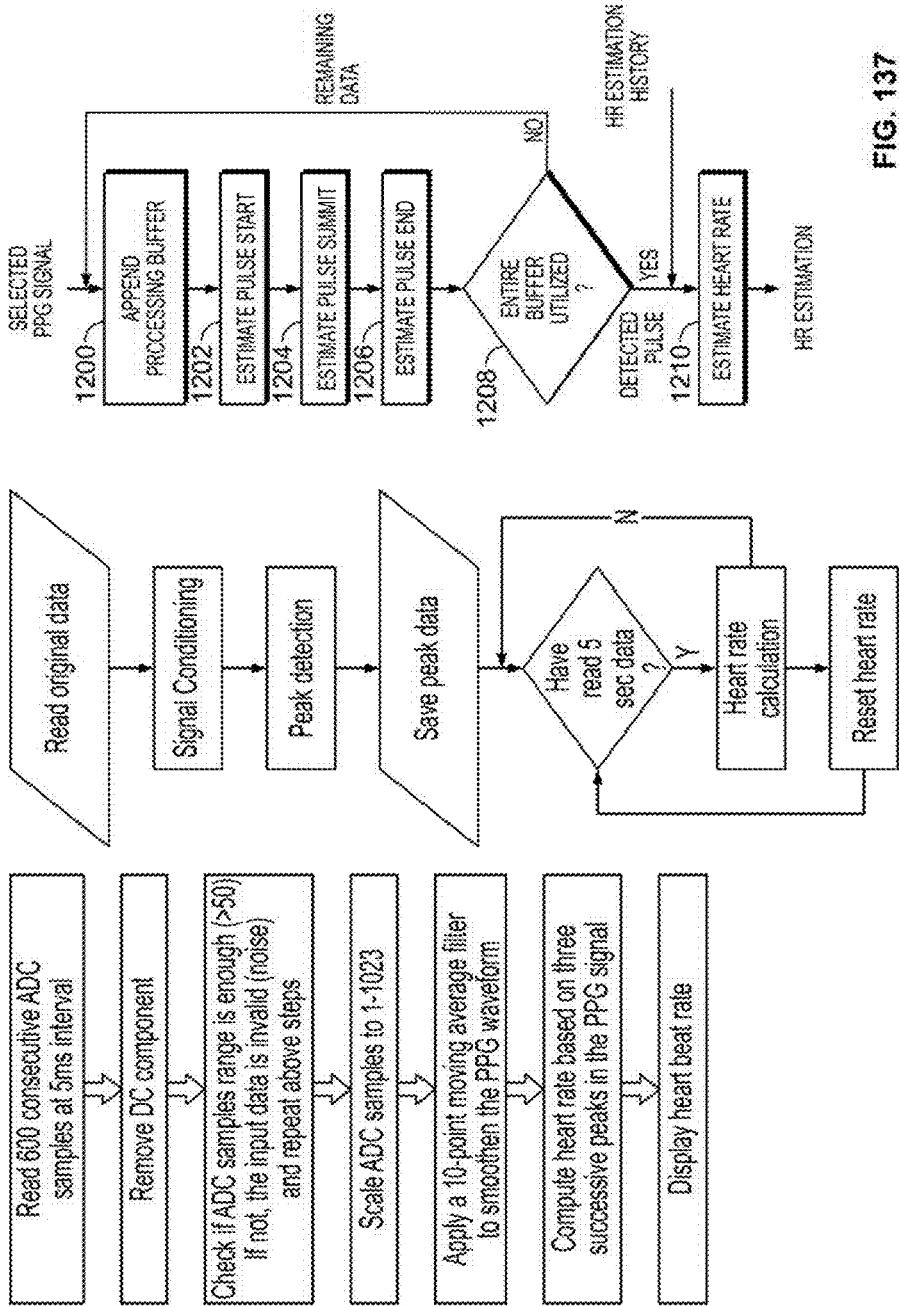 Read 600 consecutive ADC
samples at 5ms interval
Remove DC component
Check if ADC samples range is enough (>50)
If not, the input data is invalid (noise)
and repeat above steps
Scale ADC samples to 1-1023
Apply a 10-point moving average filter
to smoothen the PPG waveform
Compute heart rate based on three
successive peaks in the PPG signal
Display heart beat rate
Read original data
Signal Conditioning
Peak detection
Save peak data
Have
read 5
sec data
?
Y
N
Heart rate
calculation
Reset heart rate
SELECTED
PPG SIGNAL
1200
APPEND
PROCESSING BUFFER
1202
ESTIMATE PULSE START
1204
ESTIMATE PULSE SUMMIT
1206
ESTIMATE PULSE END
1208
ENTIRE
BUFFER
UTILIZED
?
NO
REMAINING
DATA
DETECTED
PULSE
YES
HR ESTIMATION
HISTORY
1210
ESTIMATE HEART RATE
HR ESTIMATION
FIG. 137